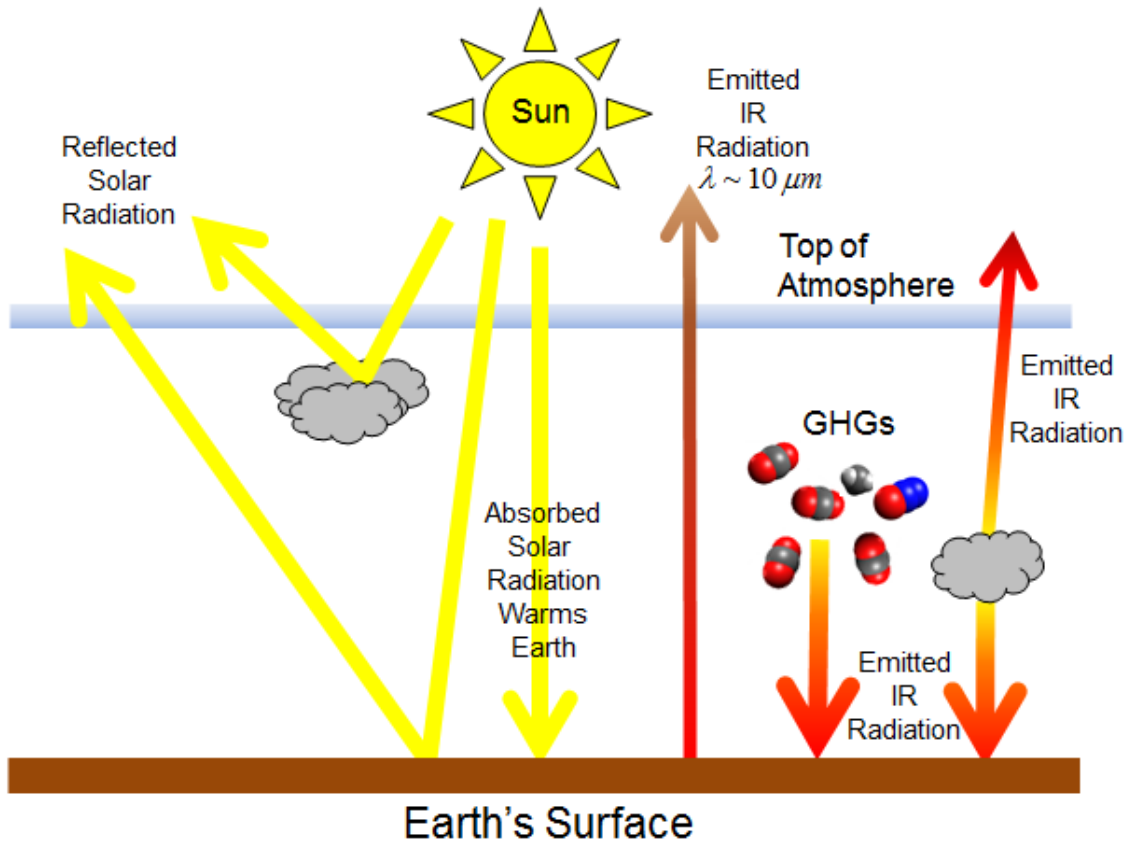 Sun
Reflected
Solar
Radiation
Emitted
IR
Radiation
λ ~ 10 μm
Top of
Atmosphere
Emitted
IR
Radiation
GHGs
Absorbed
Solar
Radiation
Warms
Earth
Emitted
IR
Radiation
Earth's Surface